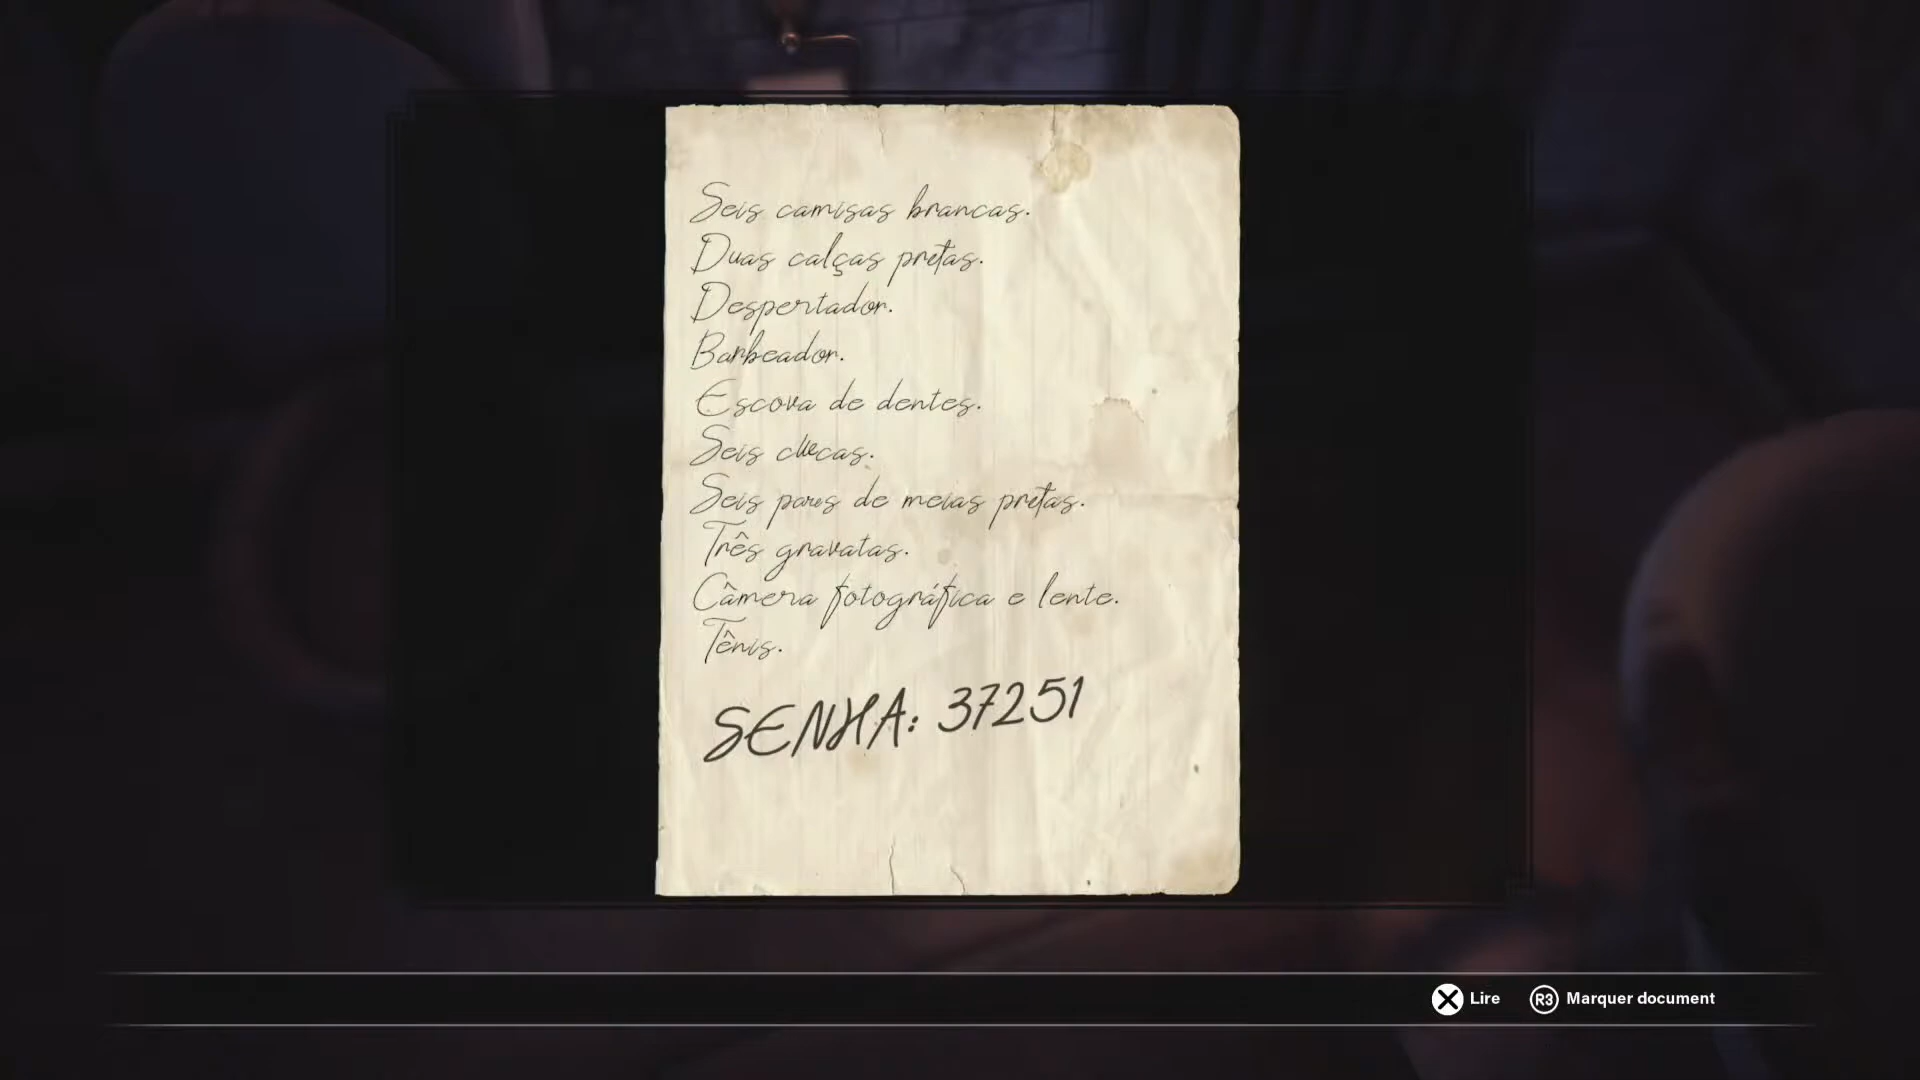 Seis camisas brancas.
Duas calças pretas.
Despertador.
Barbeador.
Escova de dentes.
Seis cuecas.
Seis pares de meias pretas.
Três gravatas.
Câmera fotográfica e lente.
Tênis.
SENHA: 37251
Lire
R3 Marquer document